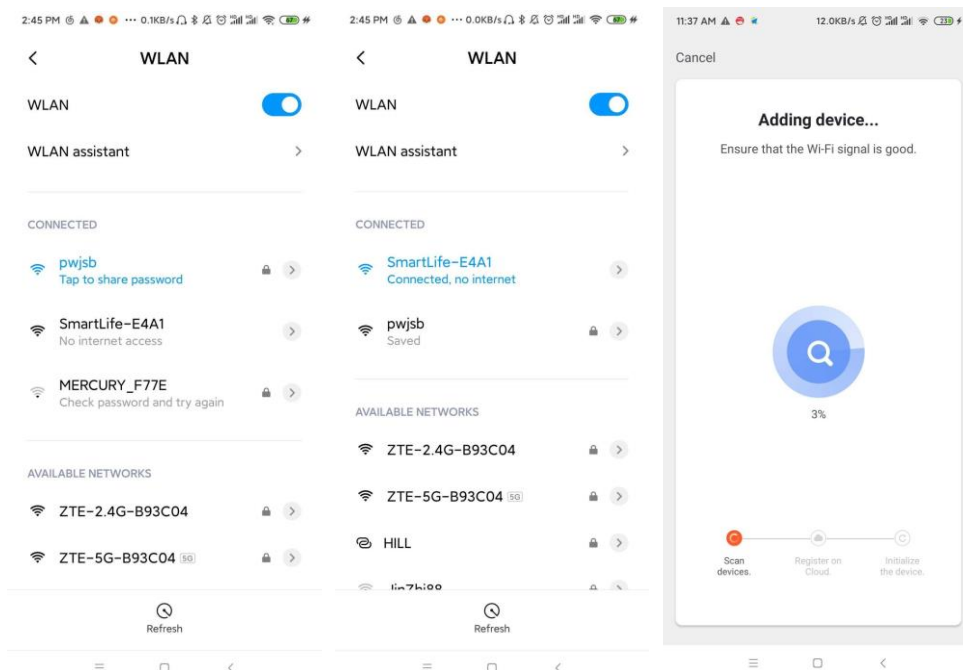 2:45 PM ··· 0.1KB/s 67
WLAN
WLAN
WLAN assistant
CONNECTED
pwjsb
Tap to share password
SmartLife-E4A1
No internet access
MERCURY_F77E
Check password and try again
AVAILABLE NETWORKS
ZTE-2.4G-B93C04
ZTE-5G-B93C04 5G
Refresh
2:45 PM ··· 0.0KB/s 67
WLAN
WLAN
WLAN assistant
CONNECTED
SmartLife-E4A1
Connected, no internet
pwjsb
Saved
AVAILABLE NETWORKS
ZTE-2.4G-B93C04
ZTE-5G-B93C04 5G
HILL
JinZhi88
Refresh
11:37 AM 12.0KB/s 23
Cancel
Adding device...
Ensure that the Wi-Fi signal is good.
3%
Scan
devices.
Register on
Cloud.
Initialize
the device.